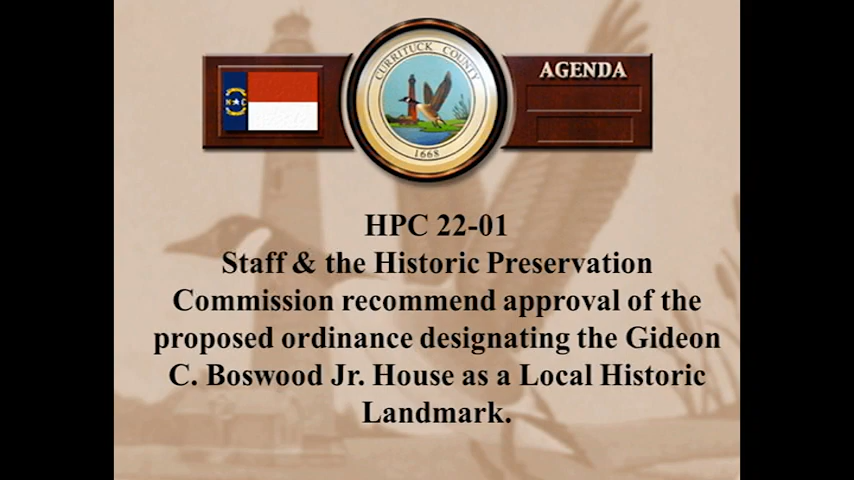 CURRITUCK COUNTY
1668
N C
AGENDA
HPC 22-01
Staff & the Historic Preservation
Commission recommend approval of the
proposed ordinance designating the Gideon
C. Boswood Jr. House as a Local Historic
Landmark.